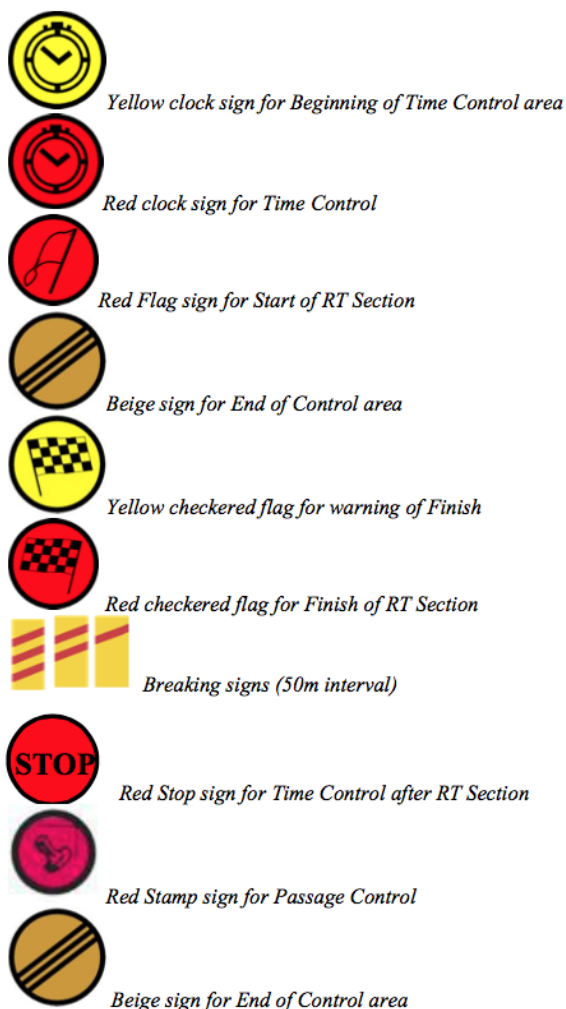 Yellow clock sign for Beginning of Time Control area
Red clock sign for Time Control
Red Flag sign for Start of RT Section
Beige sign for End of Control area
Yellow checkered flag for warning of Finish
Red checkered flag for Finish of RT Section
Breaking signs (50m interval)
STOP
Red Stop sign for Time Control after RT Section
Red Stamp sign for Passage Control
Beige sign for End of Control area